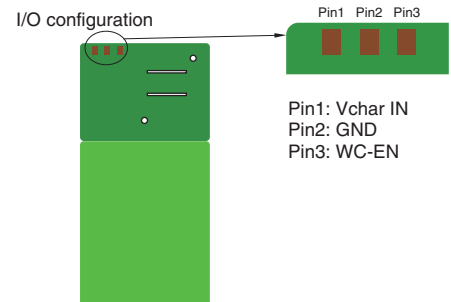 I/O configuration
Pin1 Pin2 Pin3
Pin1: Vchar IN
Pin2: GND
Pin3: WC-EN